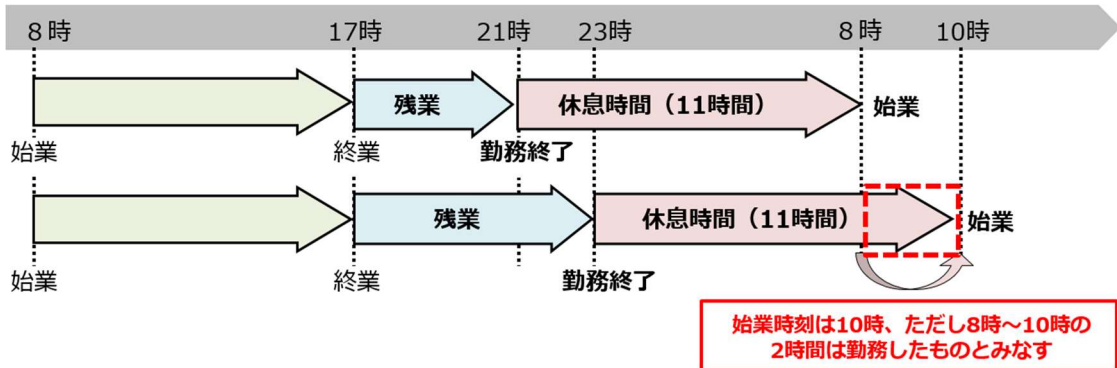 8時 17時 21時 23時 8時 10時
残業 休息時間（11時間） 始業
始業 終業 勤務終了
残業 休息時間（11時間） 始業
始業 終業 勤務終了
始業時刻は10時、ただし8時～10時の
2時間は勤務したものとみなす